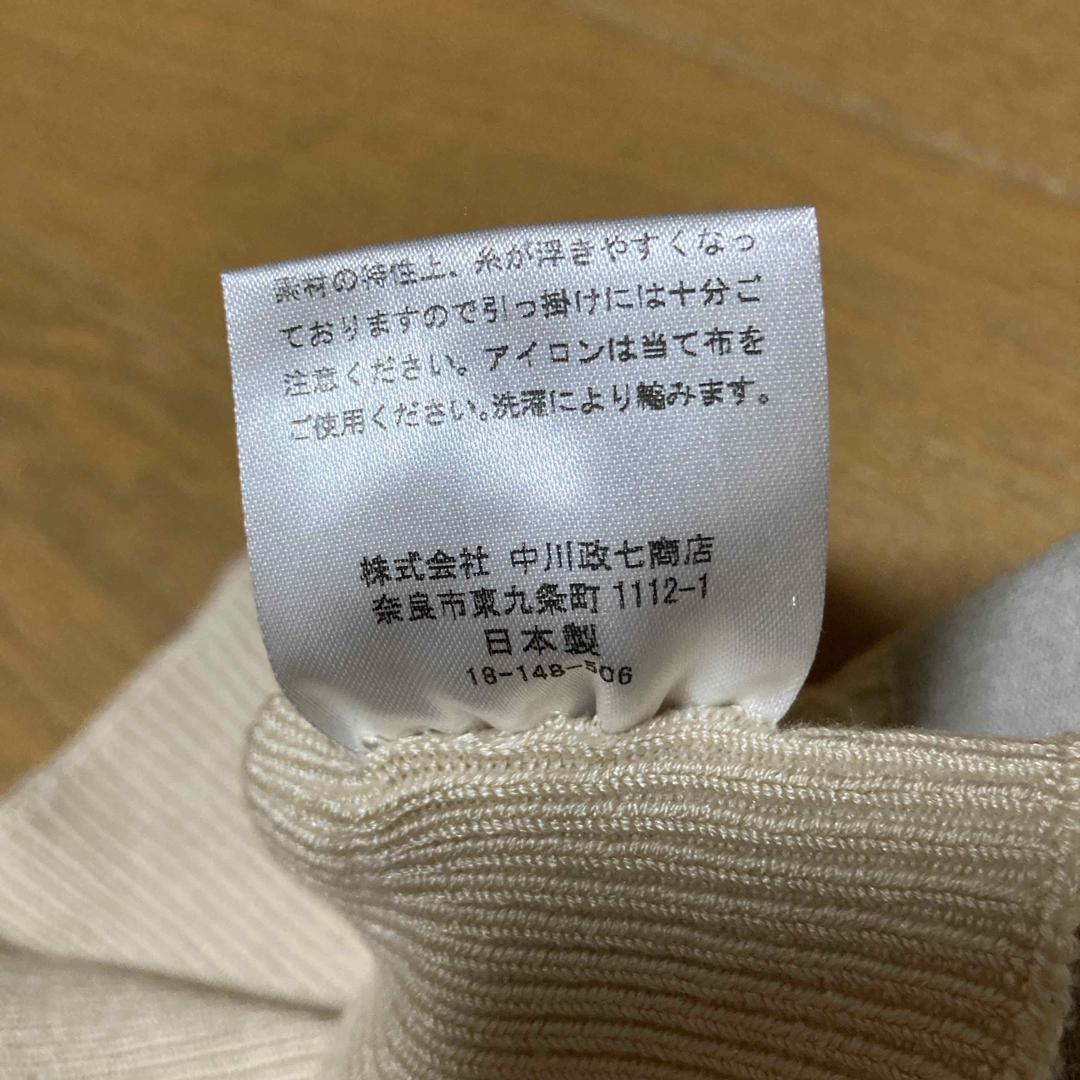 素材の特性上、糸が浮きやすくなっ
ておりますので引っ掛けには十分ご
注意ください。アイロンは当て布を
ご使用ください。洗濯により縮みます。
株式会社 中川政七商店
奈良市東九条町 1112-1
日本製
18-148-506